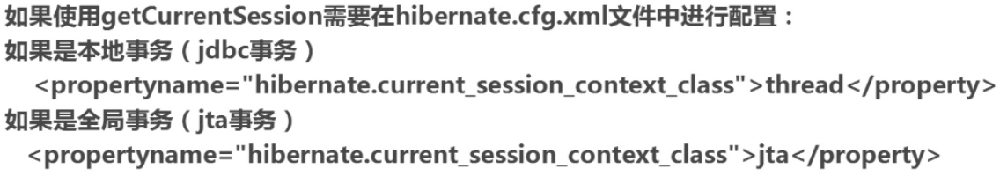 如果使用getCurrentSession需要在hibernate.cfg.xml文件中进行配置：
如果是本地事务（jdbc事务）
<propertyname="hibernate.current_session_context_class">thread</property>
如果是全局事务（jta事务）
<propertyname="hibernate.current_session_context_class">jta</property>